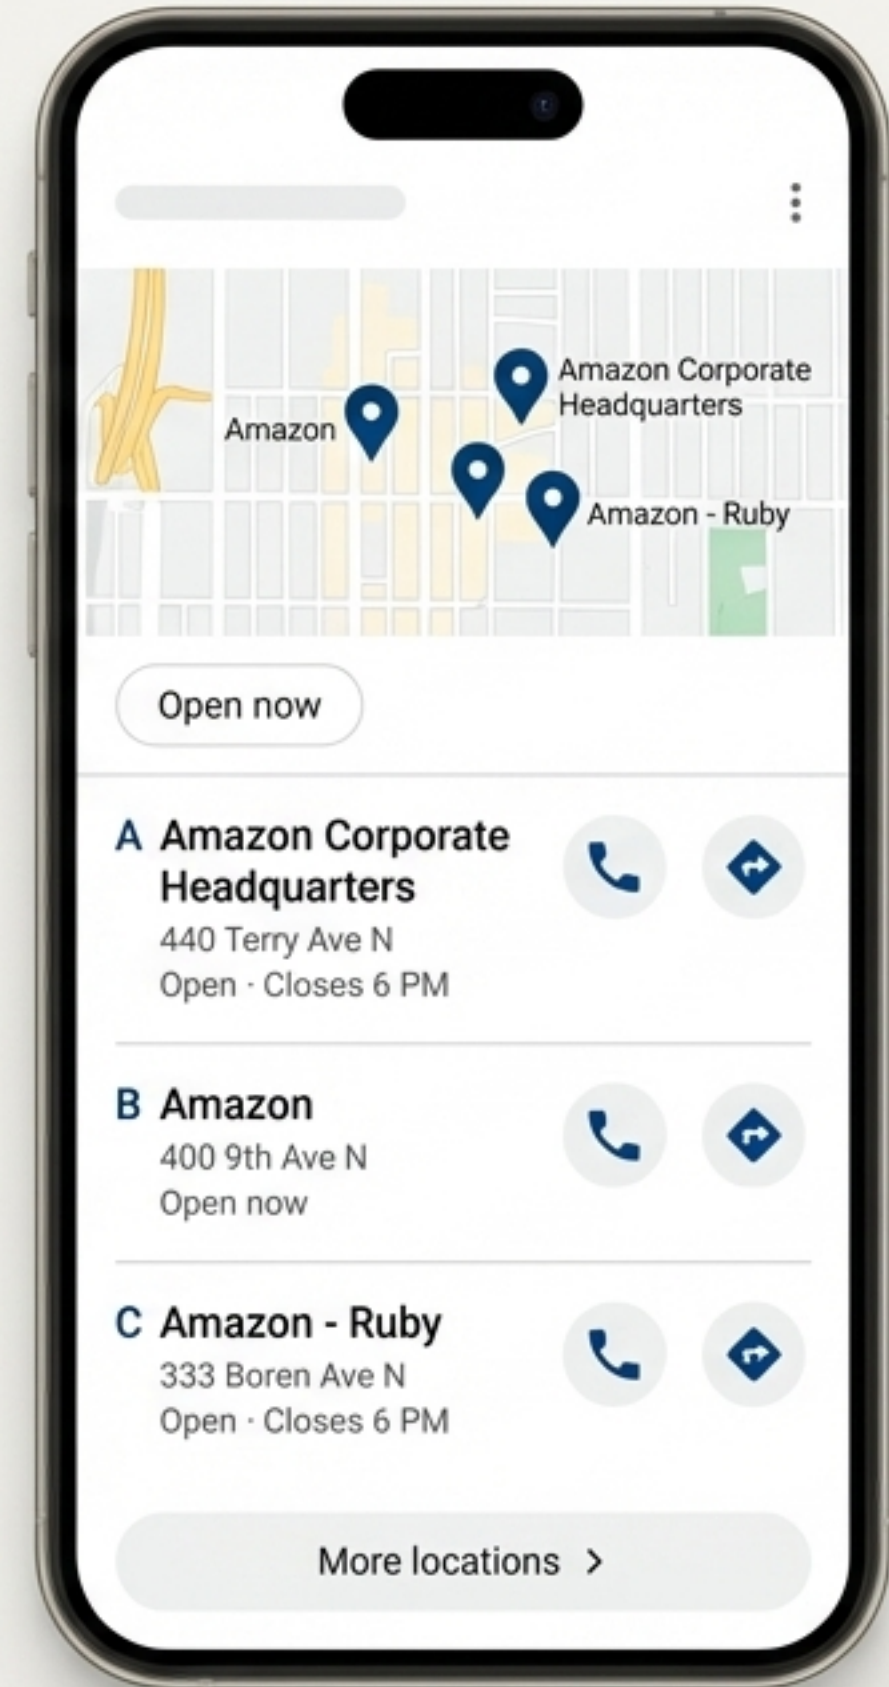 Amazon Corporate
Headquarters
Amazon
Amazon - Ruby
Open now
A Amazon Corporate
Headquarters
440 Terry Ave N
Open · Closes 6 PM
B Amazon
400 9th Ave N
Open now
C Amazon - Ruby
333 Boren Ave N
Open · Closes 6 PM
More locations >